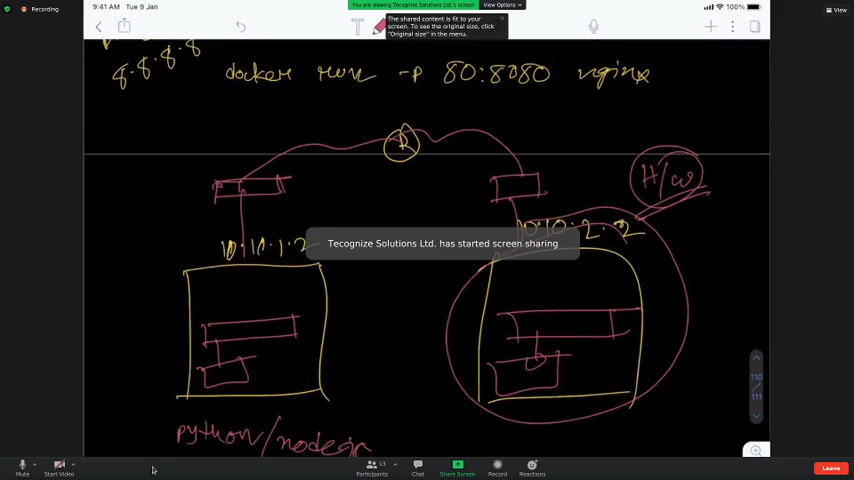 9:41 AM Tue 9 Jan
Recording
You are viewing Tecognize Solutions Ltd.'s screen
View Options
100%
View
The shared content is fit to your
screen. To see the original size, click
"Original size" in the menu.
8.8.8.8
docker run -p 80:8080 nginx
R
H/w
10.10.1.2
10.10.2.2
Tecognize Solutions Ltd. has started screen sharing
python/nodejs
110
111
Mute
Start Video
Participants
13
Chat
Share Screen
Record
Reactions
Leave